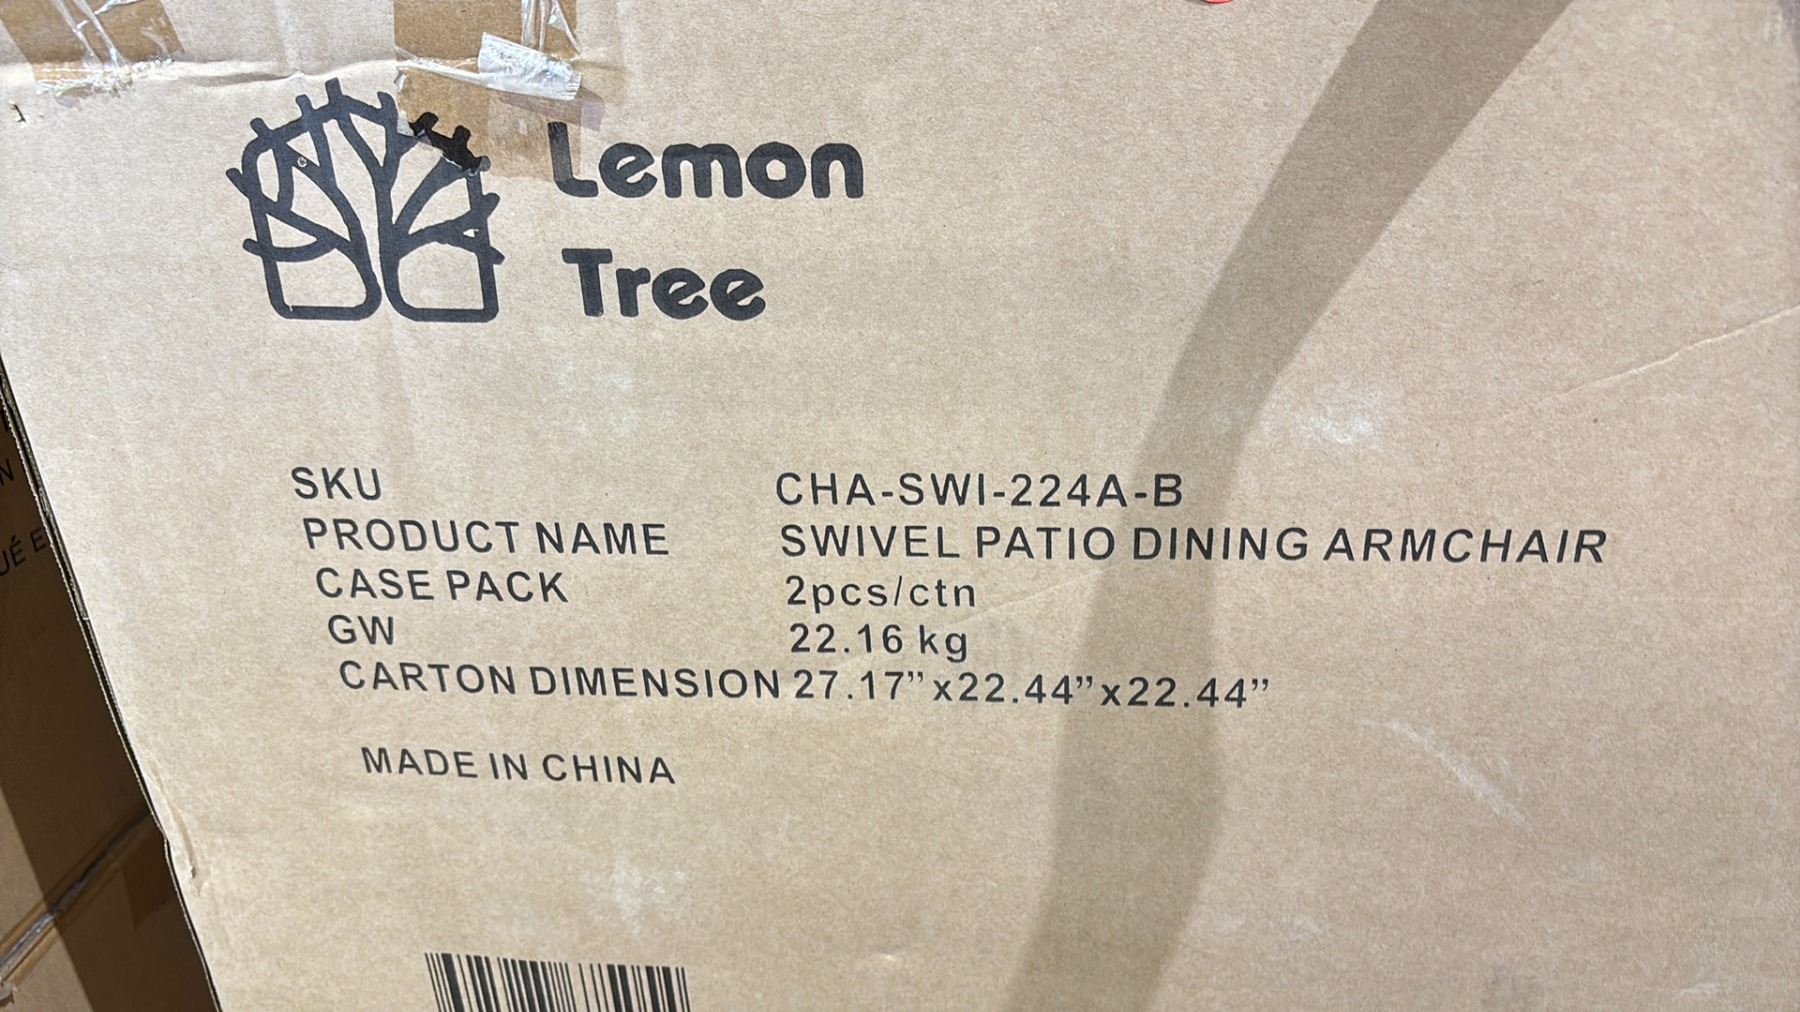 Lemon
Tree
SKU CHA-SWI-224A-B
PRODUCT NAME SWIVEL PATIO DINING ARMCHAIR
CASE PACK 2pcs/ctn
GW 22.16 kg
CARTON DIMENSION 27.17”x22.44”x22.44”
MADE IN CHINA